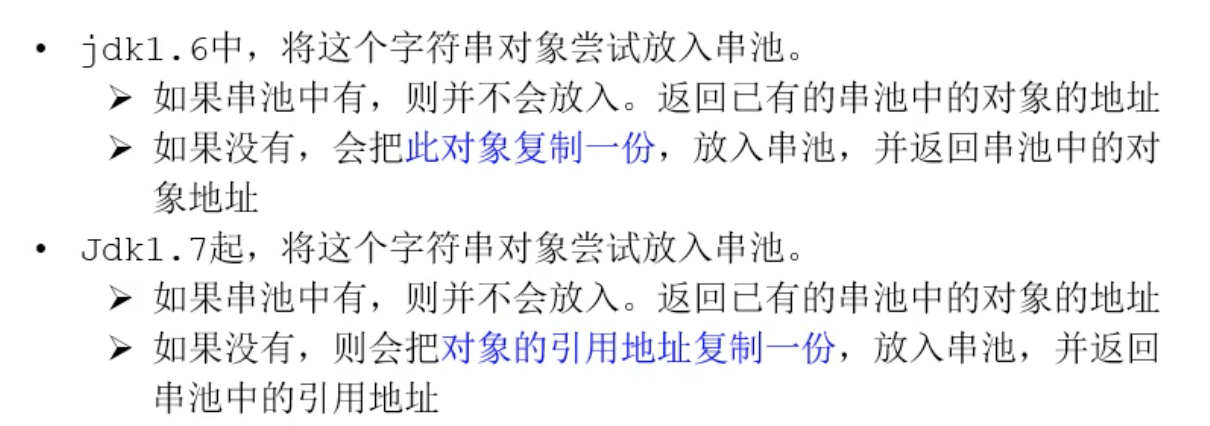 • jdk1.6中，将这个字符串对象尝试放入串池。
➢ 如果串池中有，则并不会放入。返回已有的串池中的对象的地址
➢ 如果没有，会把此对象复制一份，放入串池，并返回串池中的对
象地址
• Jdk1.7起，将这个字符串对象尝试放入串池。
➢ 如果串池中有，则并不会放入。返回已有的串池中的对象的地址
➢ 如果没有，则会把对象的引用地址复制一份，放入串池，并返回
串池中的引用地址